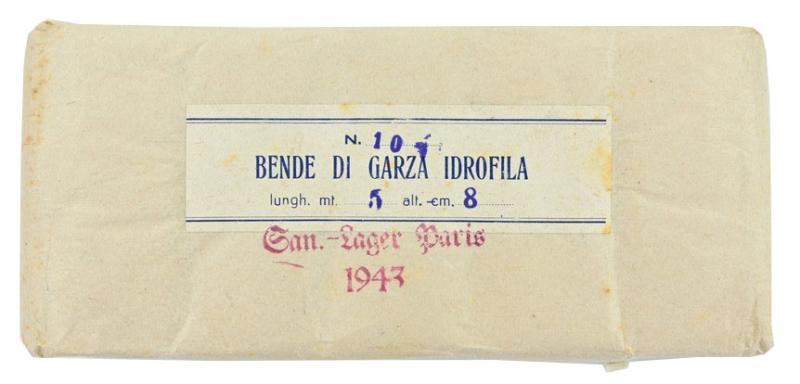 N. 10
BENDE DI GARZA IDROFILA
lungh. mt. 5 alt. cm. 8
San.-Lager Paris
1943